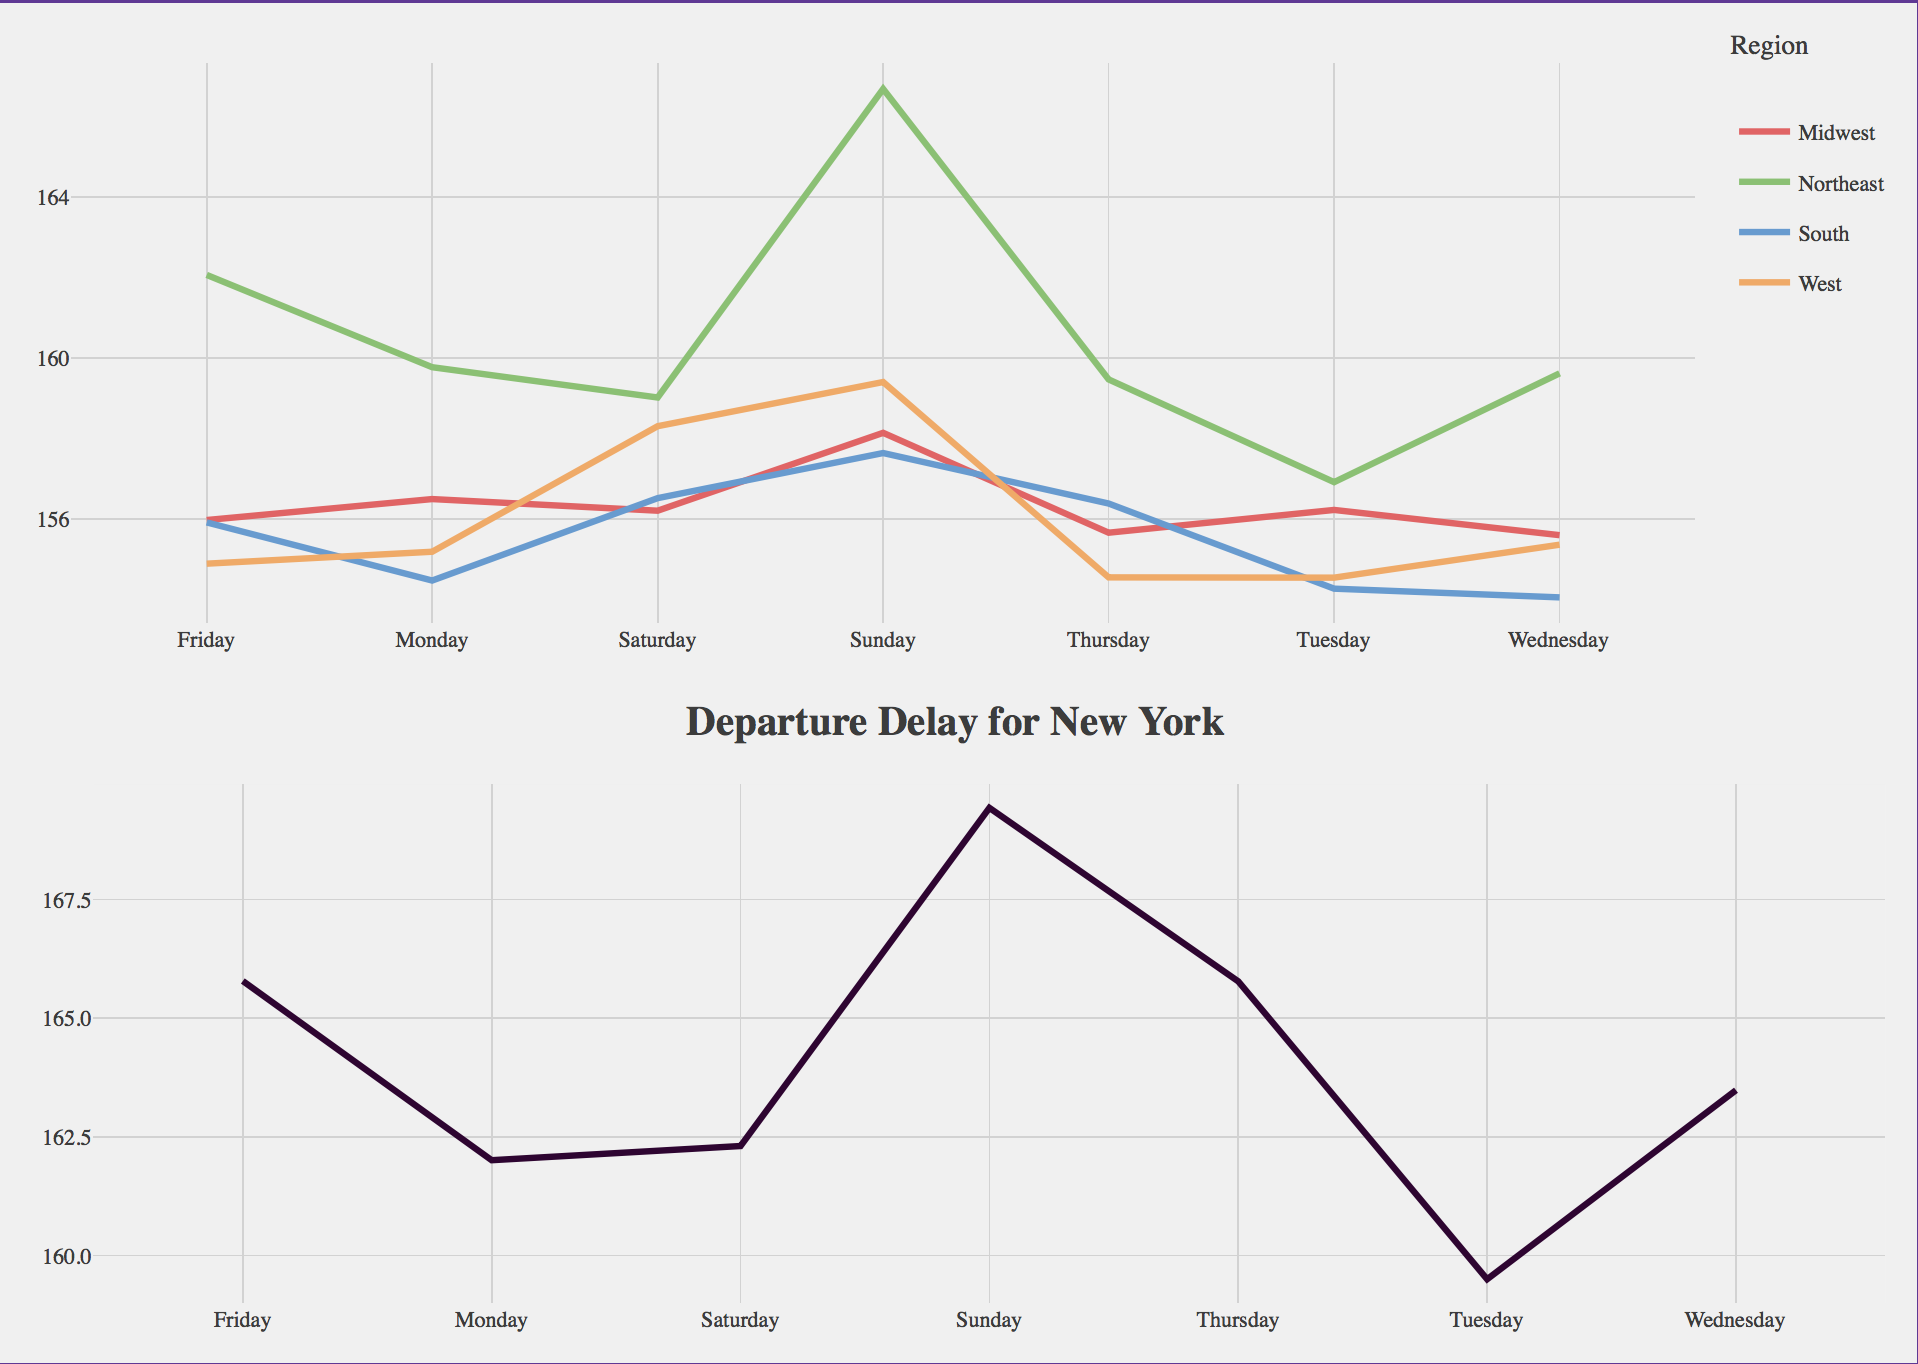 Region
Midwest
Northeast
South
West
164
160
156
Friday Monday Saturday Sunday Thursday Tuesday Wednesday
Departure Delay for New York
167.5
165.0
162.5
160.0
Friday Monday Saturday Sunday Thursday Tuesday Wednesday